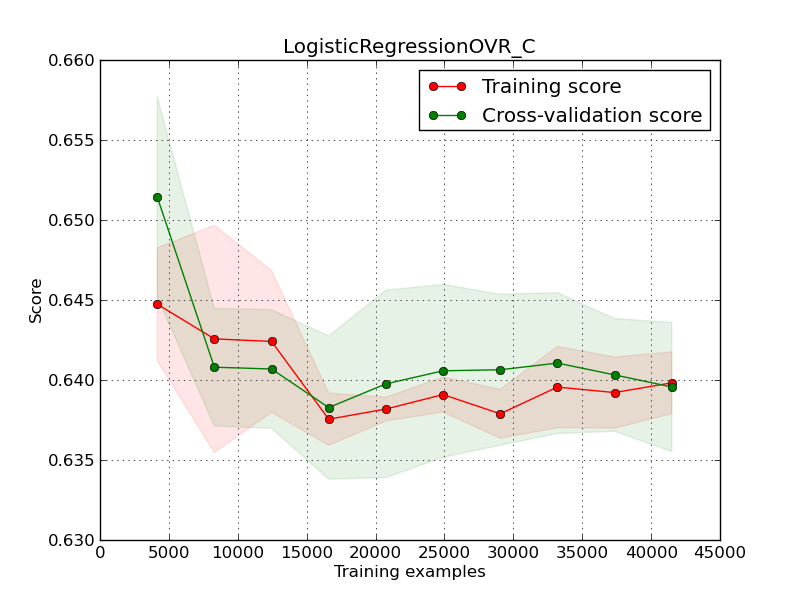 LogisticRegressionOVR_C
Training score
Cross-validation score
Score
0.660
0.655
0.650
0.645
0.640
0.635
0.630
0 5000 10000 15000 20000 25000 30000 35000 40000 45000
Training examples